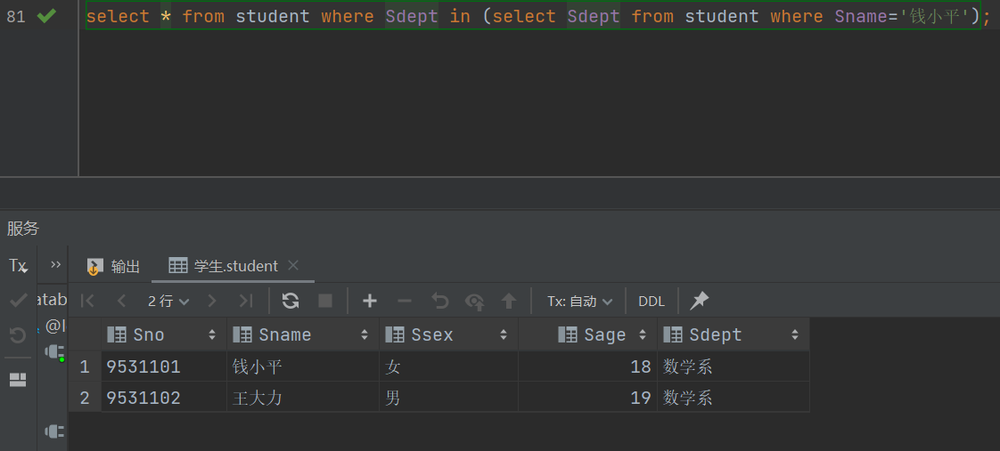 81 select * from student where Sdept in (select Sdept from student where Sname='钱小平');
服务
Tx
输出 学生.student
2 行 Tx: 自动 DDL
atab
@l
Sno Sname Ssex Sage Sdept
1 9531101 钱小平 女 18 数学系
2 9531102 王大力 男 19 数学系